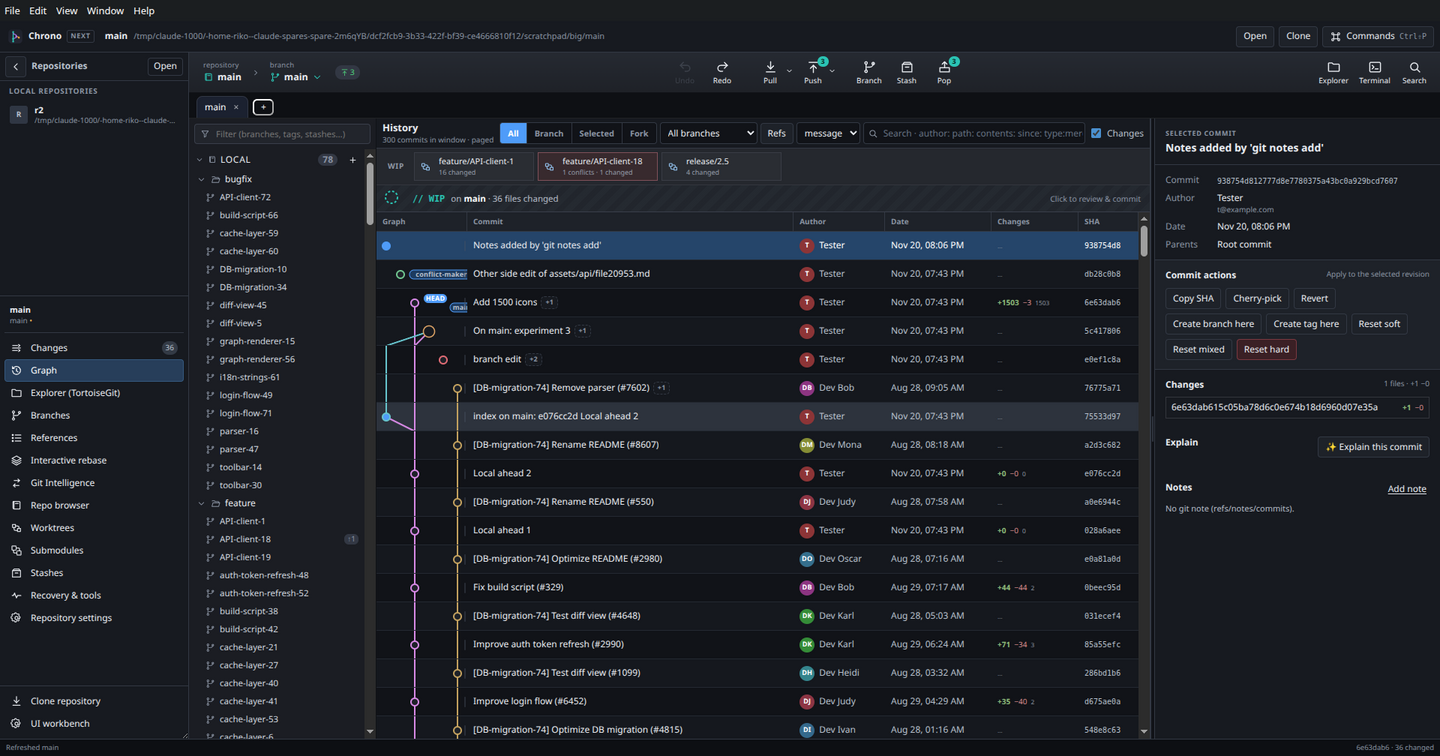 File Edit View Window Help
Chrono NEXT main /tmp/claude-1000/-home-riko--claude-spares-spare-2m6qYB/dcf2fcb9-3b33-422f-bf39-ce4666810f12/scratchpad/big/main
Open Clone Commands Ctrl+P
Repositories Open
LOCAL REPOSITORIES
R r2
/tmp/claude-1000/-home-riko--claude-...
main
main •
Changes 36
Graph
Explorer (TortoiseGit)
Branches
References
Interactive rebase
Git Intelligence
Repo browser
Worktrees
Submodules
Stashes
Recovery & tools
Repository settings
Clone repository
UI workbench
repository branch
main main ↑3
Undo Redo Pull Push 3 Branch Stash Pop 3
Explorer Terminal Search
main × +
Filter (branches, tags, stashes...)
LOCAL 78 +
bugfix
API-client-72
build-script-66
cache-layer-59
cache-layer-60
DB-migration-10
DB-migration-34
diff-view-45
diff-view-5
graph-renderer-15
graph-renderer-56
i18n-strings-61
login-flow-49
login-flow-71
parser-16
parser-47
toolbar-14
toolbar-30
feature
API-client-1
API-client-18 ↑1
API-client-19
auth-token-refresh-48
auth-token-refresh-52
build-script-38
build-script-42
cache-layer-21
cache-layer-27
cache-layer-40
cache-layer-41
cache-layer-53
cache-layer-6
History
300 commits in window · paged
All Branch Selected Fork All branches Refs message Search · author: path: contents: since: type:mer Changes
WIP
feature/API-client-1
16 changed
feature/API-client-18
1 conflicts · 1 changed
release/2.5
4 changed
// WIP on main · 36 files changed Click to review & commit
Graph Commit Author Date Changes SHA
Notes added by 'git notes add' T Tester Nov 20, 08:06 PM … 938754d8
conflict-maker Other side edit of assets/api/file20953.md T Tester Nov 20, 07:43 PM … db28c0b8
HEAD main Add 1500 icons +1 T Tester Nov 20, 07:43 PM +1503 −3 1503 6e63dab6
On main: experiment 3 +1 T Tester Nov 20, 07:43 PM … 5c417806
branch edit +2 T Tester Nov 20, 07:43 PM … e0ef1c8a
[DB-migration-74] Remove parser (#7602) +1 DB Dev Bob Aug 28, 09:05 AM … 76775a71
index on main: e076cc2d Local ahead 2 T Tester Nov 20, 07:43 PM … 75533d97
[DB-migration-74] Rename README (#8607) DM Dev Mona Aug 28, 08:18 AM … a2d3c682
Local ahead 2 T Tester Nov 20, 07:43 PM +0 −0 0 e076cc2d
[DB-migration-74] Rename README (#550) DJ Dev Judy Aug 28, 07:58 AM … a0e6944c
Local ahead 1 T Tester Nov 20, 07:43 PM +0 −0 0 028a6aee
[DB-migration-74] Optimize README (#2980) DO Dev Oscar Aug 28, 07:16 AM … e0a81a0d
Fix build script (#329) DB Dev Bob Aug 29, 07:17 AM +44 −44 2 0beec95d
[DB-migration-74] Test diff view (#4648) DK Dev Karl Aug 28, 05:03 AM … 031ecef4
Improve auth token refresh (#2990) DK Dev Karl Aug 29, 06:24 AM +71 −34 3 85a55efc
[DB-migration-74] Test diff view (#1099) DH Dev Heidi Aug 28, 03:32 AM … 286bd1b6
Improve login flow (#6452) DJ Dev Judy Aug 29, 04:29 AM +35 −40 2 d675ae0a
[DB-migration-74] Optimize DB migration (#4815) DI Dev Ivan Aug 28, 01:16 AM … 548e8c63
SELECTED COMMIT
Notes added by 'git notes add'
Commit 938754d812777d8e7780375a43bc0a929bcd7607
Author Tester
t@example.com
Date Nov 20, 08:06 PM
Parents Root commit
Commit actions Apply to the selected revision
Copy SHA Cherry-pick Revert
Create branch here Create tag here Reset soft
Reset mixed Reset hard
Changes 1 files · +1 −0
6e63dab615c05ba78d6c0e674b18d6960d07e35a +1 −0
Explain ✨ Explain this commit
Notes Add note
No git note (refs/notes/commits).
Refreshed main 6e63dab6 · 36 changed